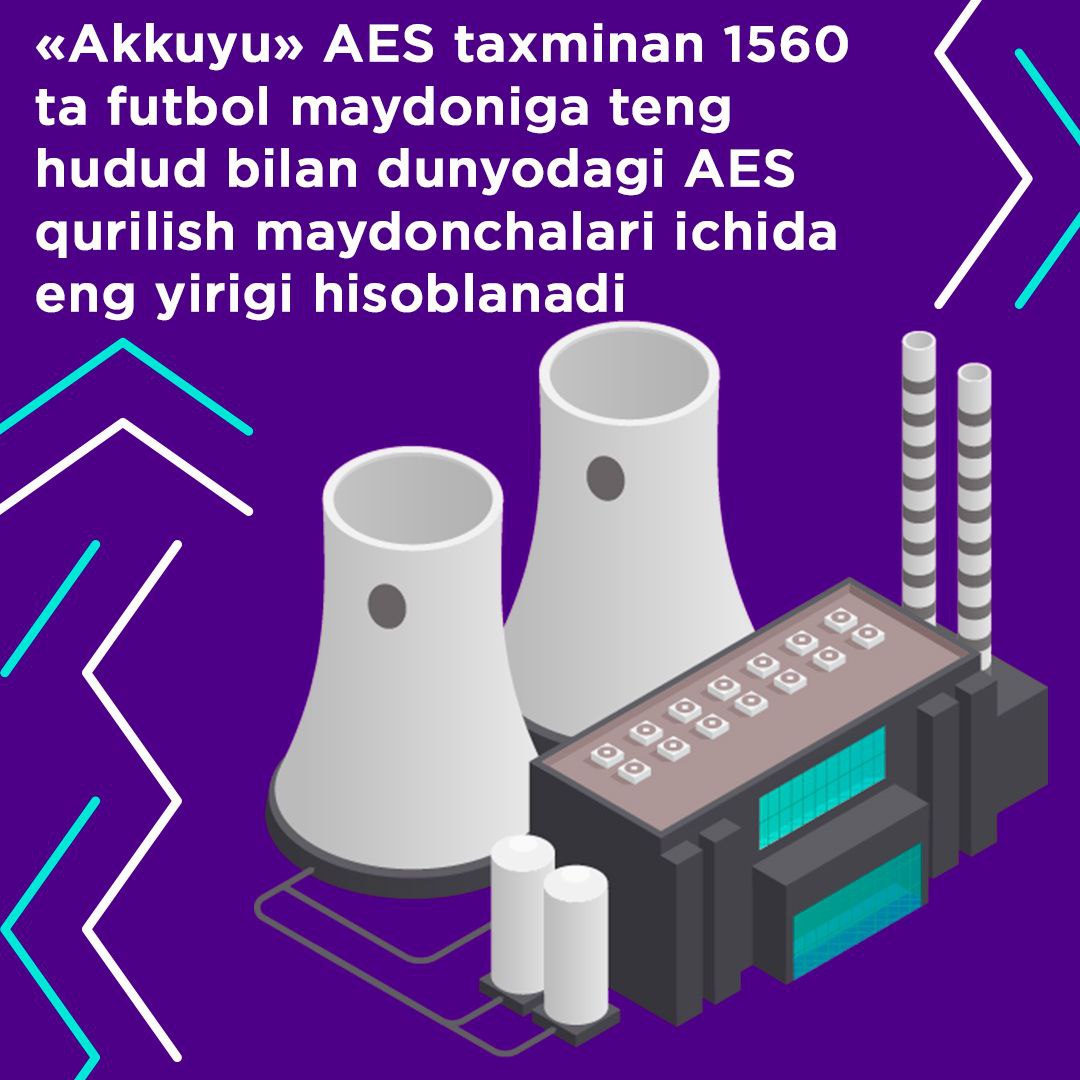 «Akkuyu» AES taxminan 1560
ta futbol maydoniga teng
hudud bilan dunyodagi AES
qurilish maydonchalari ichida
eng yirigi hisoblanadi